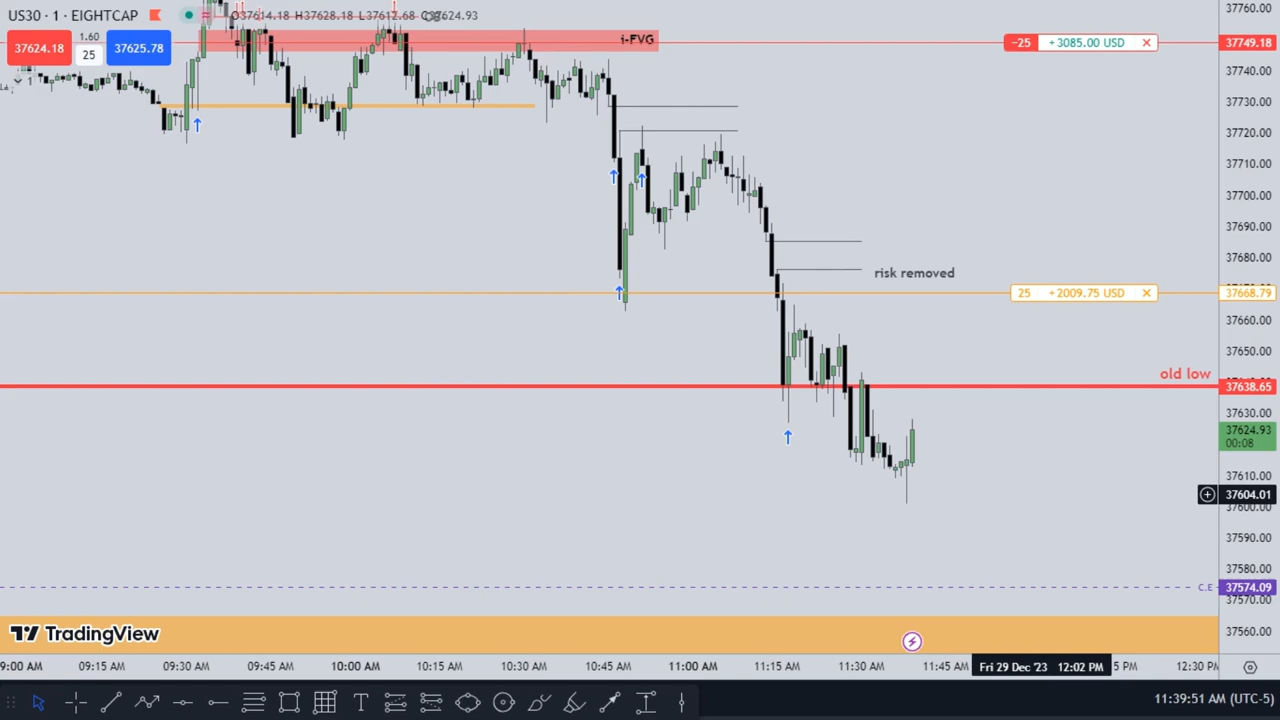 US30 · 1 · EIGHTCAP
O37614.18 H37628.18 L37612.68 C37624.93
37624.18
1.60
25
37625.78
1
i-FVG
-25
+3085.00 USD
risk removed
25
+2009.75 USD
old low
C.E
37760.00
37749.18
37740.00
37730.00
37720.00
37710.00
37700.00
37690.00
37680.00
37668.79
37660.00
37650.00
37638.65
37630.00
37624.93
00:08
37610.00
37604.01
37600.00
37590.00
37580.00
37574.09
37570.00
37560.00
TradingView
9:00 AM
09:15 AM
09:30 AM
09:45 AM
10:00 AM
10:15 AM
10:30 AM
10:45 AM
11:00 AM
11:15 AM
11:30 AM
11:45 AM
Fri 29 Dec '23 12:02 PM
5 PM
12:30 PM
11:39:51 AM (UTC-5)